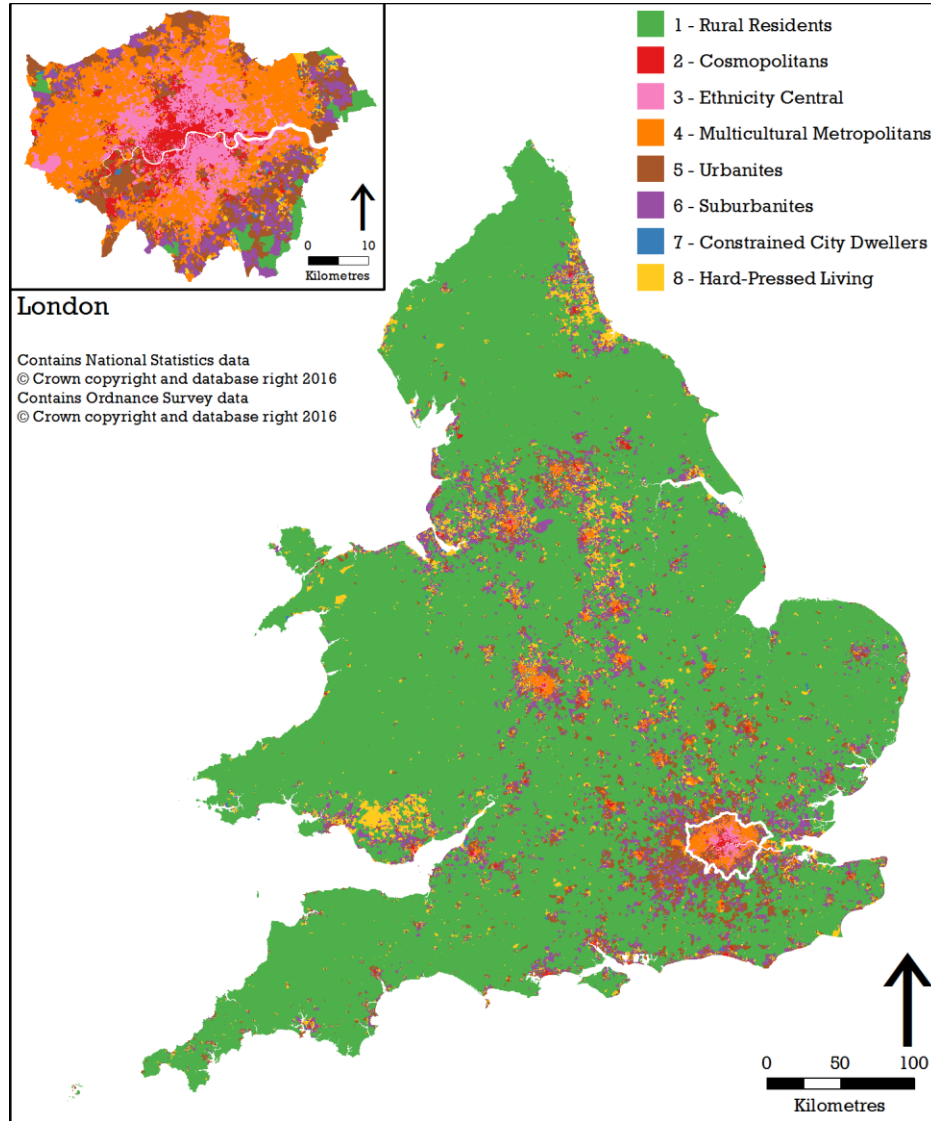 1 - Rural Residents
2 - Cosmopolitans
3 - Ethnicity Central
4 - Multicultural Metropolitans
5 - Urbanites
6 - Suburbanites
7 - Constrained City Dwellers
8 - Hard-Pressed Living
0 10
Kilometres
London
Contains National Statistics data
© Crown copyright and database right 2016
Contains Ordnance Survey data
© Crown copyright and database right 2016
0 50 100
Kilometres